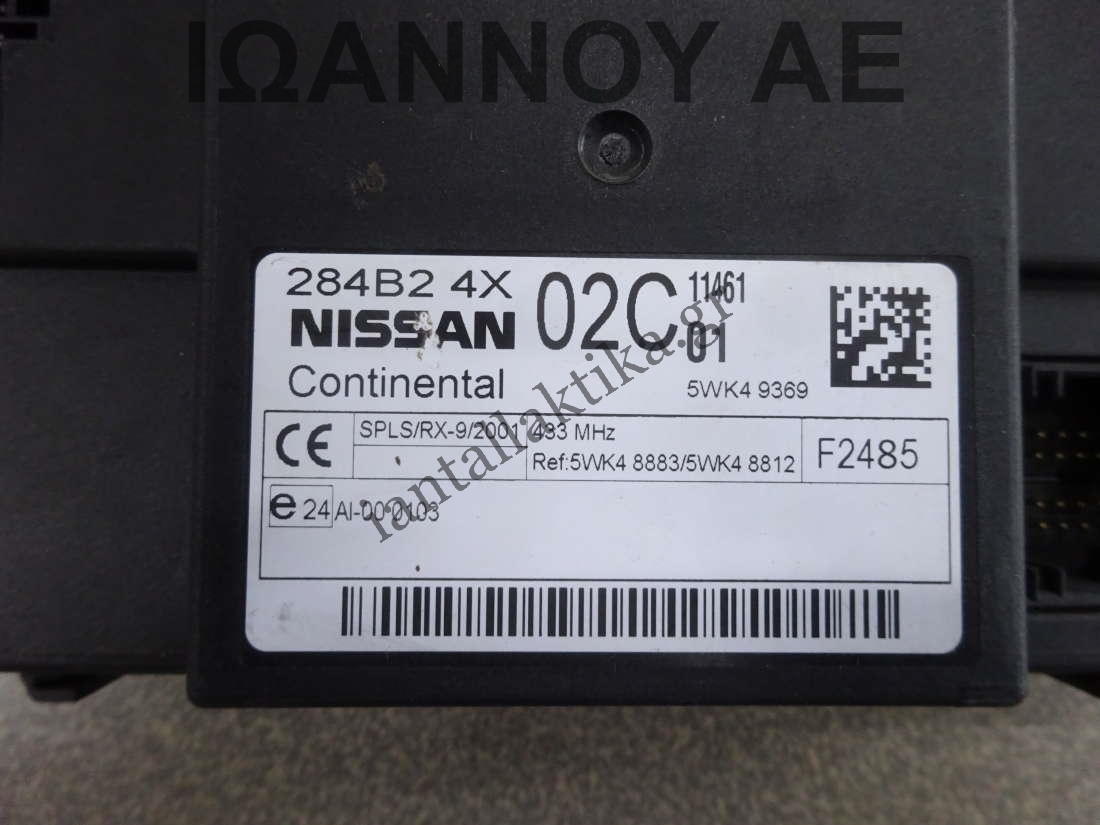 ΙΩΑΝΝΟΥ ΑΕ
284B2 4X 02C 11461
NISSAN 01
Continental 5WK4 9369
CE SPLS/RX-9/2001 433 MHz
Ref:5WK4 8883/5WK4 8812 F2485
e 24 AI-00 0103
iantallaktika.gr